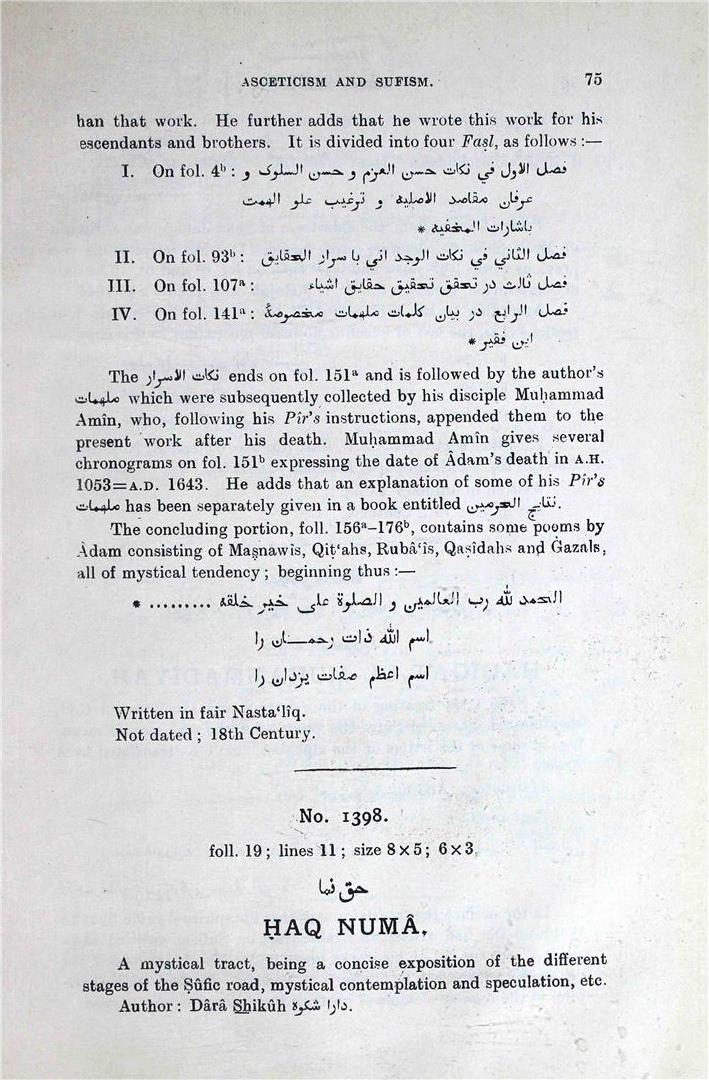 ASCETICISM AND SUFISM. 75
han that work. He further adds that he wrote this work for his
escendants and brothers. It is divided into four Faṣl, as follows :—
I. On fol. 4ᵇ : فصل الاول في نكات حسن العزم و حسن السلوك و
عرفان مقاصد الاصليه و ترغيب علو الهمت
باشارات المخفيه *
II. On fol. 93ᵇ : فصل الثاني في نكات الوجد اني با سرار الحقايق
III. On fol. 107ᵃ : فصل ثالث در تحقق تحقيق حقايق اشياء
IV. On fol. 141ᵃ : فصل الرابع در بيان كلمات ملهمات مخصوصهٔ
اين فقير *
The نكات الاسرار ends on fol. 151ᵃ and is followed by the author's
ملهمات which were subsequently collected by his disciple Muḥammad
Amîn, who, following his Pîr's instructions, appended them to the
present work after his death. Muḥammad Amîn gives several
chronograms on fol. 151ᵇ expressing the date of Âdam's death in A.H.
1053=A.D. 1643. He adds that an explanation of some of his Pîr's
ملهمات has been separately given in a book entitled نتايج الحرمين.
The concluding portion, foll. 156ᵃ–176ᵇ, contains some poems by
Âdam consisting of Maṣnawîs, Qiṭ‘ahs, Rubâ‘îs, Qaṣîdahs and Ġazals,
all of mystical tendency ; beginning thus :—
الحمد لله رب العالمين و الصلوة على خير خلقه ......... *
اسم الله ذات رحمــان را
اسم اعظم صفات يزدان را
Written in fair Nasta‘lîq.
Not dated ; 18th Century.
No. 1398.
foll. 19 ; lines 11 ; size 8 × 5 ; 6 × 3.
حق نما
ḤAQ NUMÂ.
A mystical tract, being a concise exposition of the different
stages of the Ṣûfic road, mystical contemplation and speculation, etc.
Author : Dârâ Shikûh دارا شكوه.